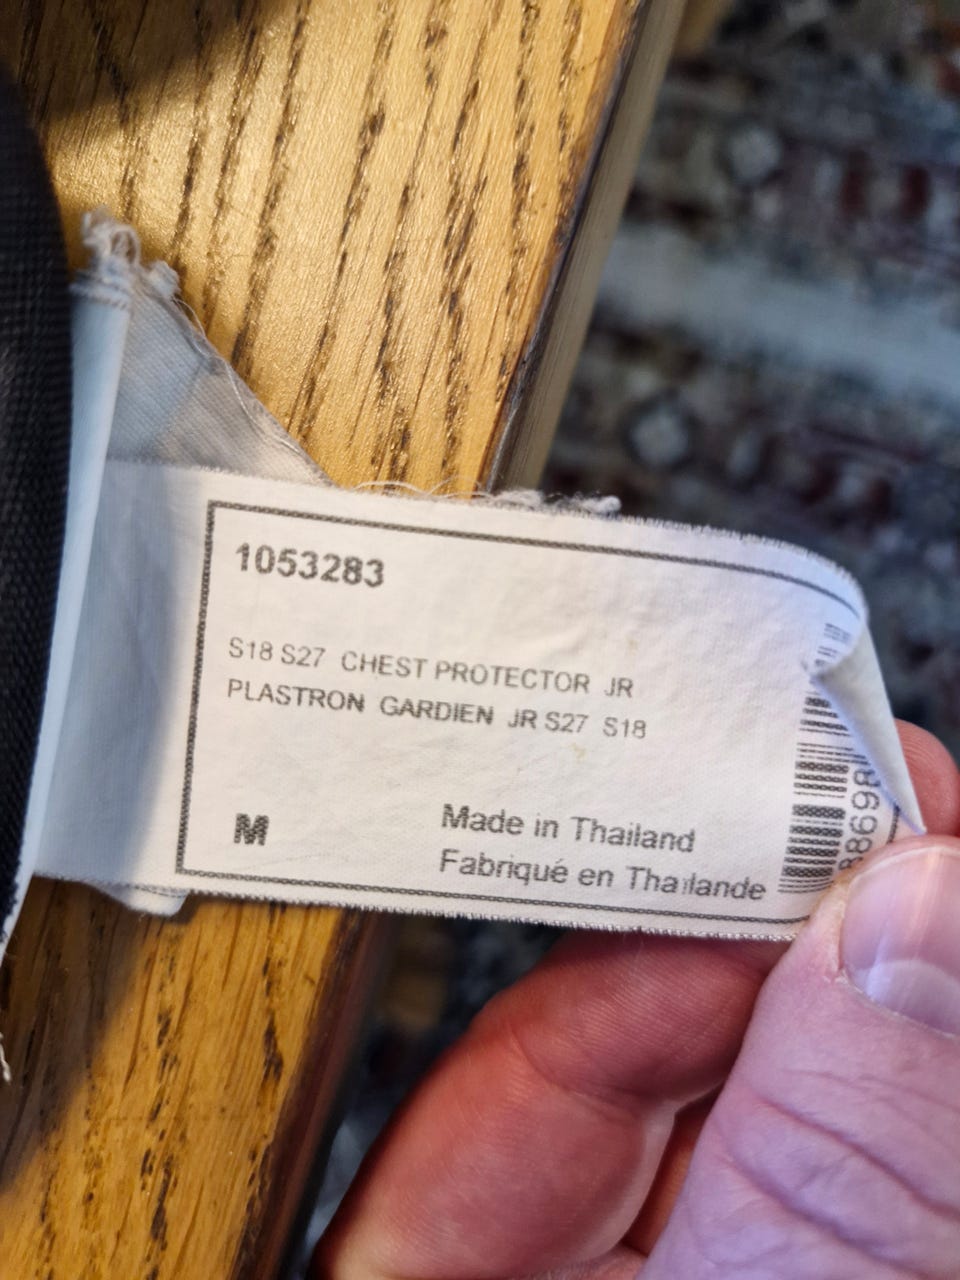 1053283
S18 S27 CHEST PROTECTOR JR
PLASTRON GARDIEN JR S27 S18
M
Made in Thailand
Fabriqué en Thaïlande